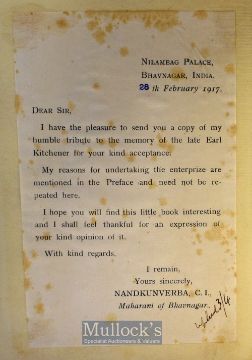 NILAMBAG PALACE,
BHAVNAGAR, INDIA.
28th February 1917.
DEAR SIR,
I have the pleasure to send you a copy of my
humble tribute to the memory of the late Earl
Kitchener for your kind acceptance.
My reasons for undertaking the enterprize are
mentioned in the Preface and need not be re-
peated here.
I hope you will find this little book interesting
and I shall feel thankful for an expression of
your kind opinion of it.
With kind regards.
I remain,
Yours sincerely,
NANDKUNVERBA, C. I.,
Maharani of Bhavnagar.
3/4
Mullock's
Specialist Auctioneers & Valuers